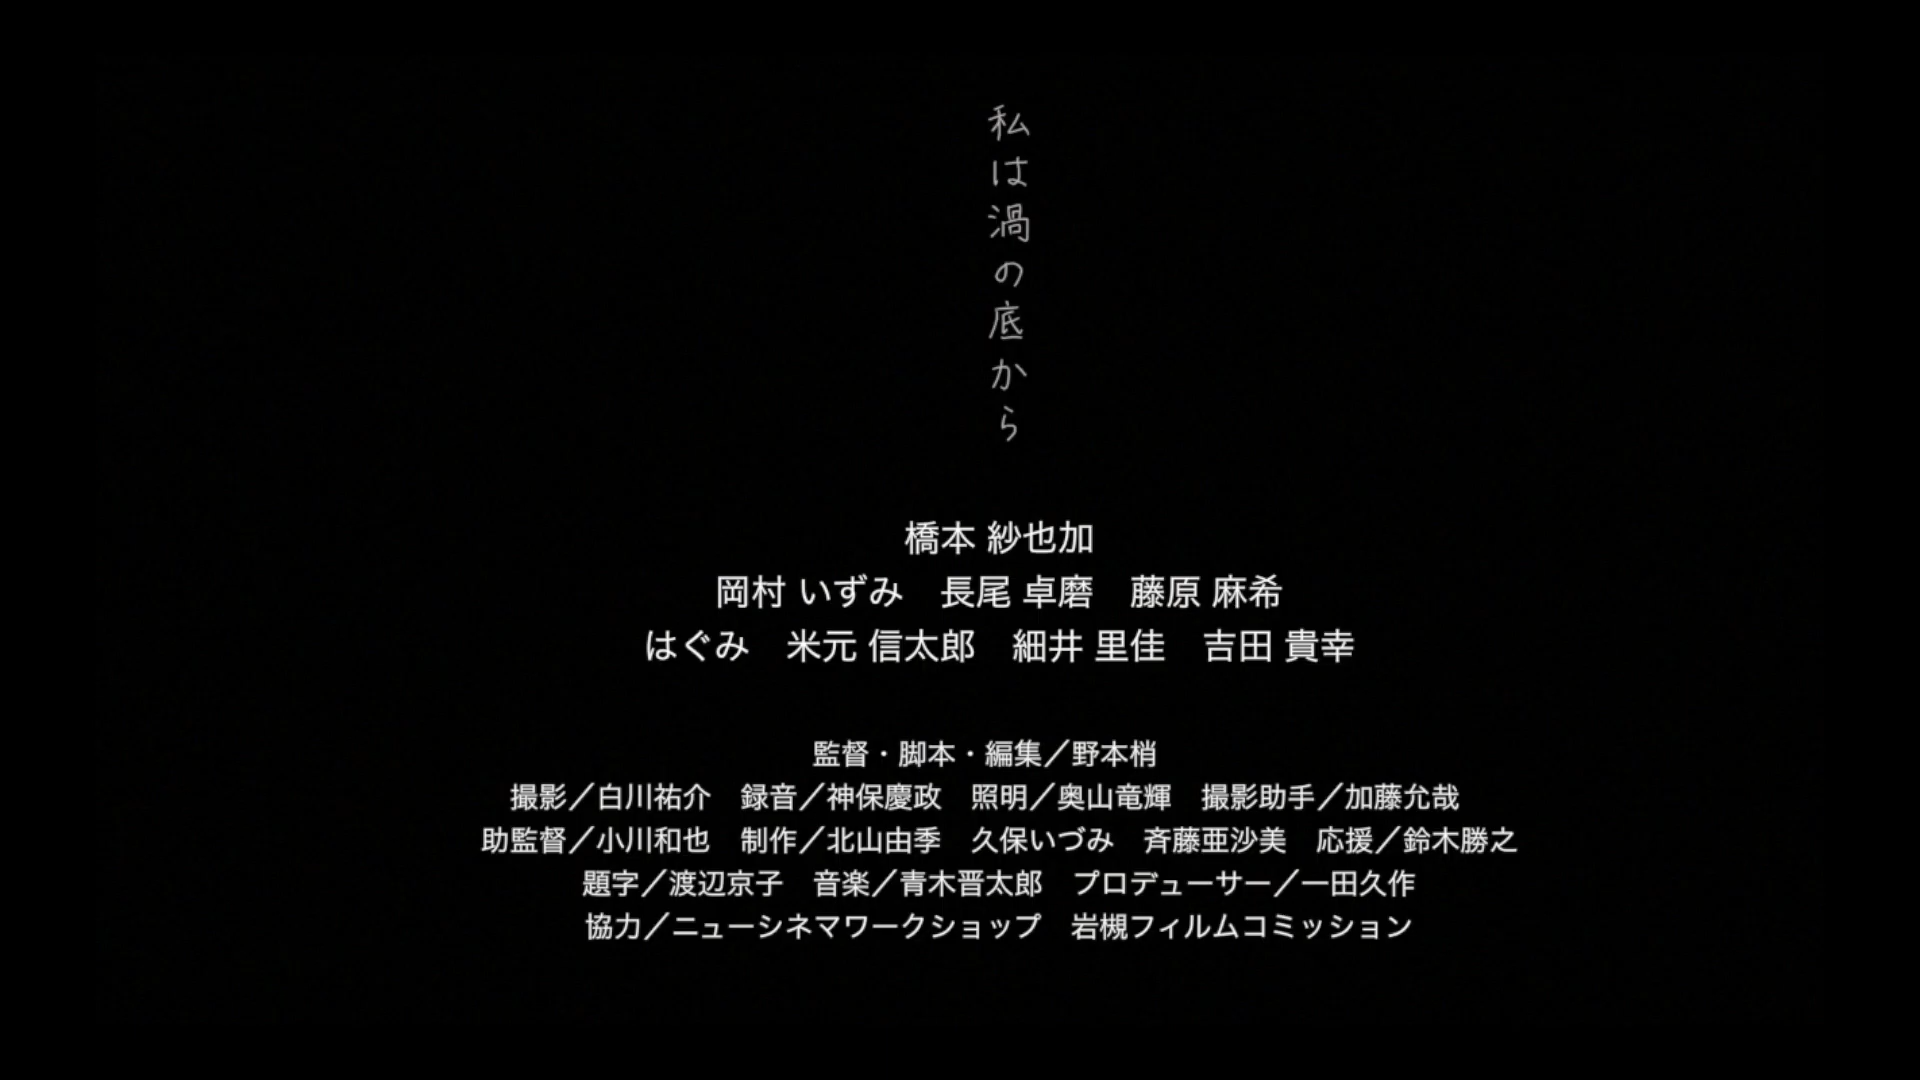 私は渦の底から
橋本 紗也加
岡村 いずみ　長尾 卓磨　藤原 麻希
はぐみ　米元 信太郎　細井 里佳　吉田 貴幸
監督・脚本・編集／野本梢
撮影／白川祐介　録音／神保慶政　照明／奥山竜輝　撮影助手／加藤允哉
助監督／小川和也　制作／北山由季　久保いづみ　斉藤亜沙美　応援／鈴木勝之
題字／渡辺京子　音楽／青木晋太郎　プロデューサー／一田久作
協力／ニューシネマワークショップ　岩槻フィルムコミッション